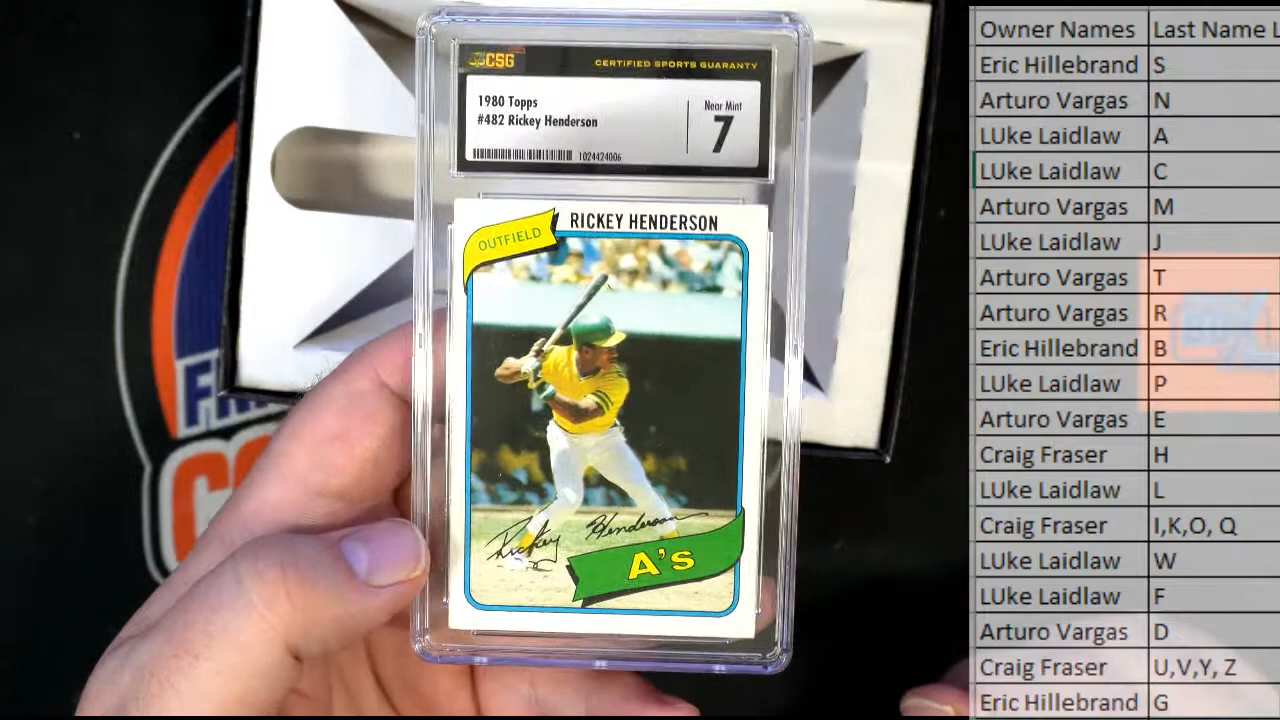 CSG
CERTIFIED SPORTS GUARANTY
1980 Topps
#482 Rickey Henderson
Near Mint
7
1024424006
OUTFIELD
RICKEY HENDERSON
Rickey Henderson
A's
Owner Names Last Name L
Eric Hillebrand S
Arturo Vargas N
LUke Laidlaw A
LUke Laidlaw C
Arturo Vargas M
LUke Laidlaw J
Arturo Vargas T
Arturo Vargas R
Eric Hillebrand B
LUke Laidlaw P
Arturo Vargas E
Craig Fraser H
LUke Laidlaw L
Craig Fraser I,K,O, Q
LUke Laidlaw W
LUke Laidlaw F
Arturo Vargas D
Craig Fraser U,V,Y, Z
Eric Hillebrand G